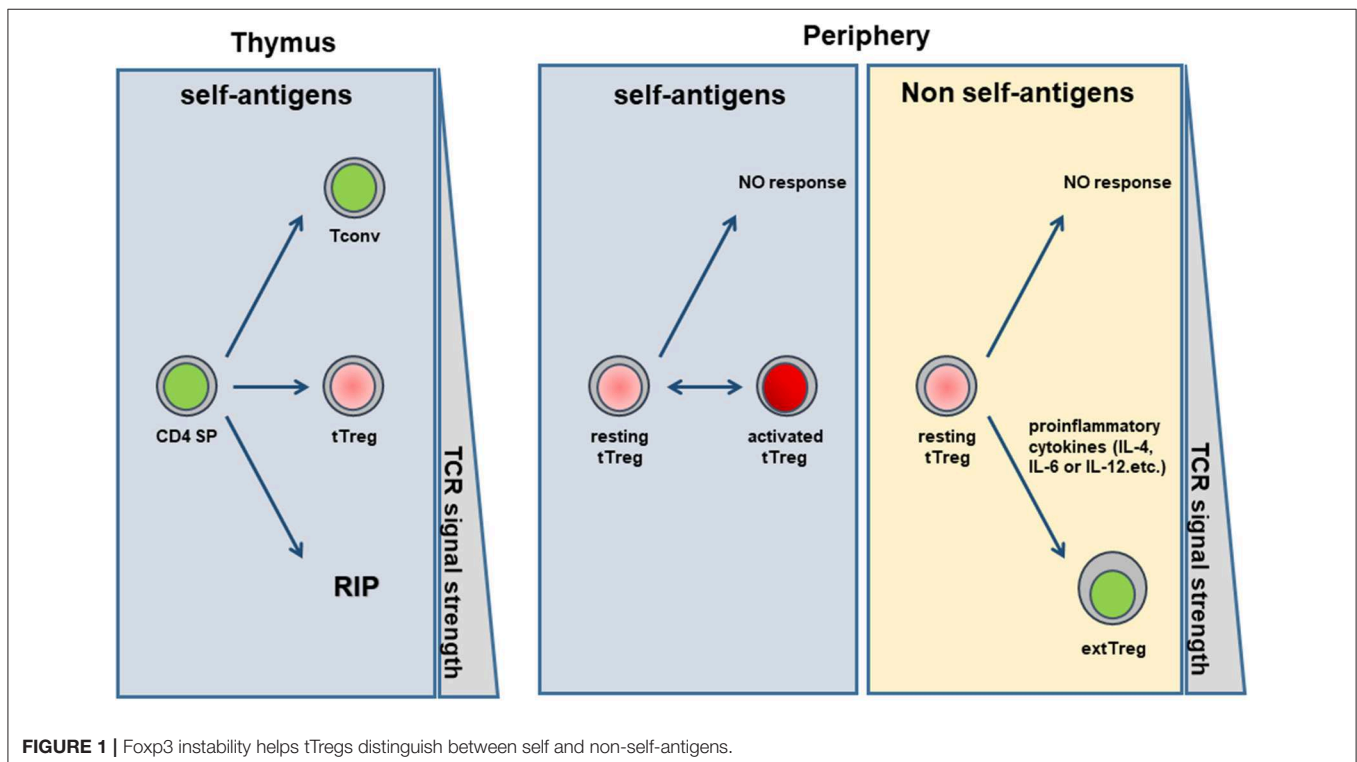 Thymus
self-antigens
Tconv
CD4 SP
tTreg
RIP
TCR signal strength
Periphery
self-antigens
NO response
resting
tTreg
activated
tTreg
Non self-antigens
NO response
resting
tTreg
proinflammatory
cytokines (IL-4,
IL-6 or IL-12.etc.)
extTreg
TCR signal strength
FIGURE 1 | Foxp3 instability helps tTregs distinguish between self and non-self-antigens.